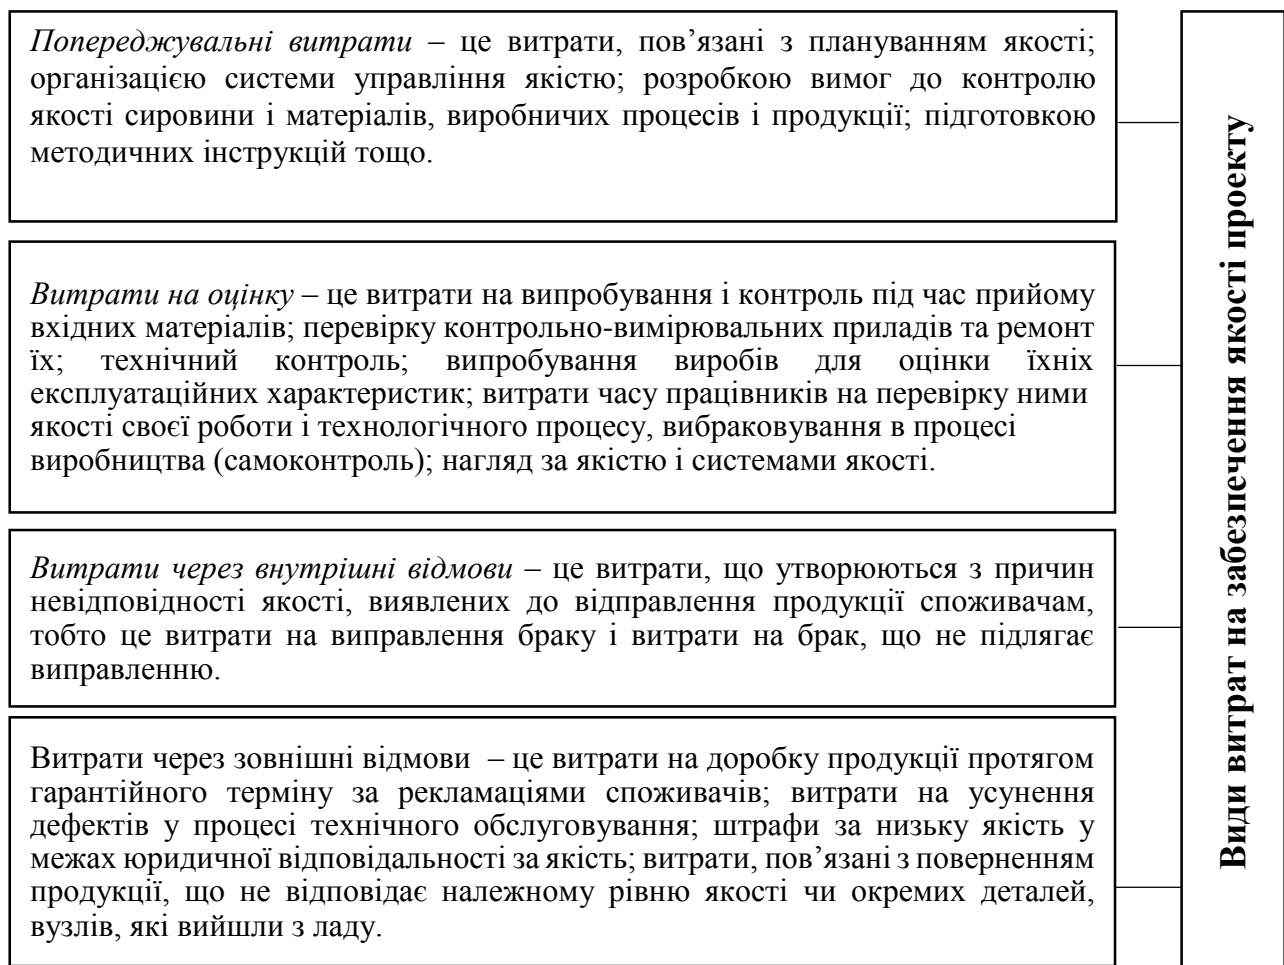 Попереджувальні витрати – це витрати, пов’язані з плануванням якості;
організацією системи управління якістю; розробкою вимог до контролю
якості сировини і матеріалів, виробничих процесів і продукції; підготовкою
методичних інструкцій тощо.
Витрати на оцінку – це витрати на випробування і контроль під час прийому
вхідних матеріалів; перевірку контрольно-вимірювальних приладів та ремонт
їх; технічний контроль; випробування виробів для оцінки їхніх
експлуатаційних характеристик; витрати часу працівників на перевірку ними
якості своєї роботи і технологічного процесу, вибраковування в процесі
виробництва (самоконтроль); нагляд за якістю і системами якості.
Витрати через внутрішні відмови – це витрати, що утворюються з причин
невідповідності якості, виявлених до відправлення продукції споживачам,
тобто це витрати на виправлення браку і витрати на брак, що не підлягає
виправленню.
Витрати через зовнішні відмови – це витрати на доробку продукції протягом
гарантійного терміну за рекламаціями споживачів; витрати на усунення
дефектів у процесі технічного обслуговування; штрафи за низьку якість у
межах юридичної відповідальності за якість; витрати, пов’язані з поверненням
продукції, що не відповідає належному рівню якості чи окремих деталей,
вузлів, які вийшли з ладу.
Види витрат на забезпечення якості проекту